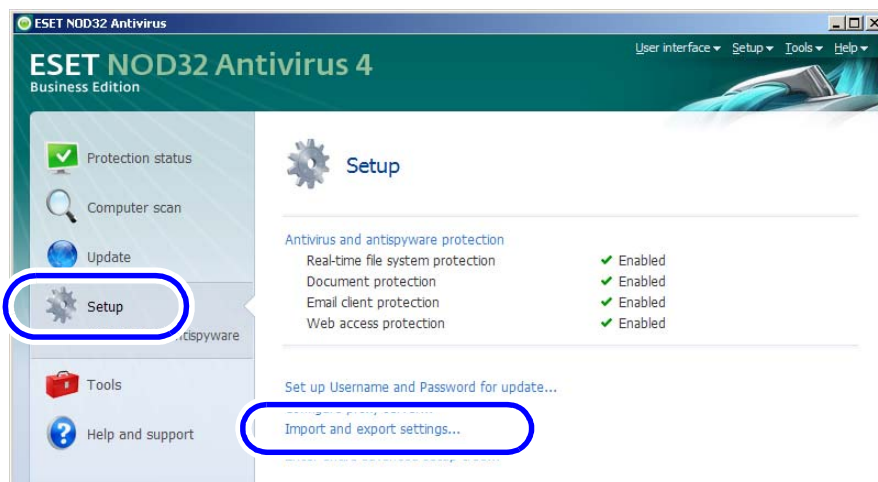 ESET NOD32 Antivirus
User interface Setup Tools Help
ESET NOD32 Antivirus 4
Business Edition
Protection status
Computer scan
Update
Setup
Tools
Help and support
Setup
Antivirus and antispyware protection
Real-time file system protection Enabled
Document protection Enabled
Email client protection Enabled
Web access protection Enabled
Set up Username and Password for update...
Import and export settings...